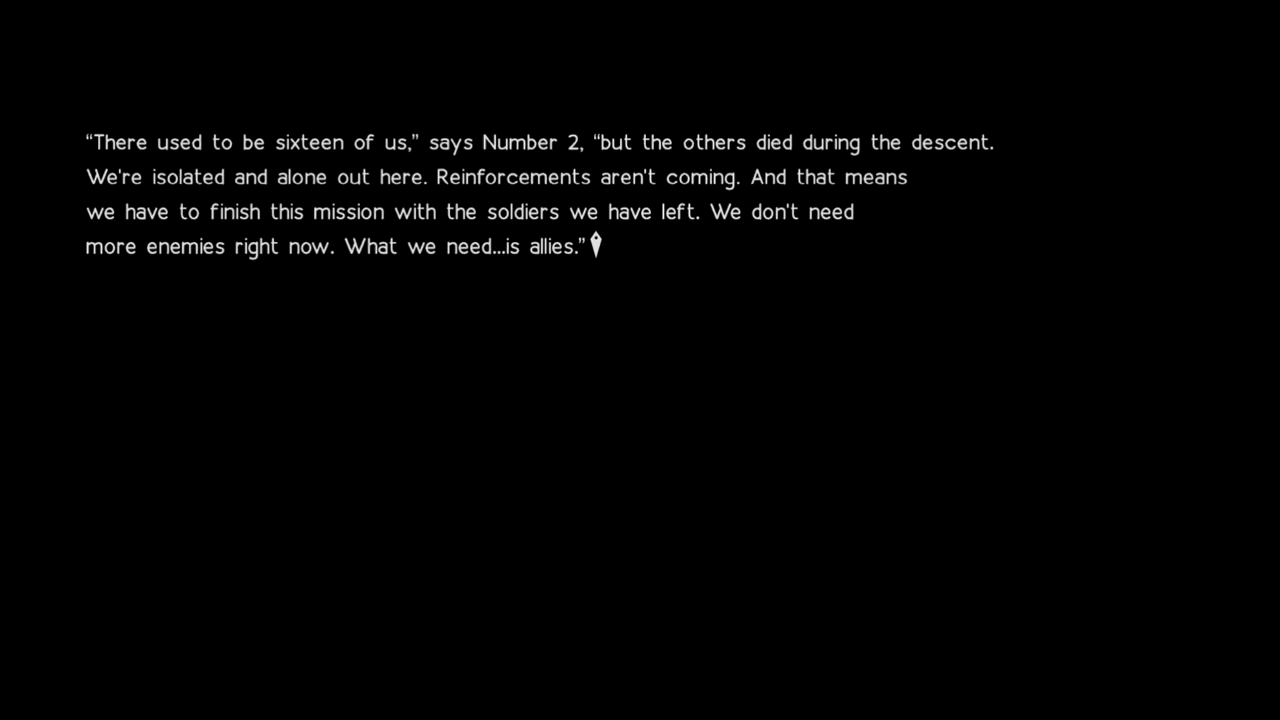 “There used to be sixteen of us,” says Number 2, “but the others died during the descent.
We're isolated and alone out here. Reinforcements aren't coming. And that means
we have to finish this mission with the soldiers we have left. We don't need
more enemies right now. What we need...is allies.”